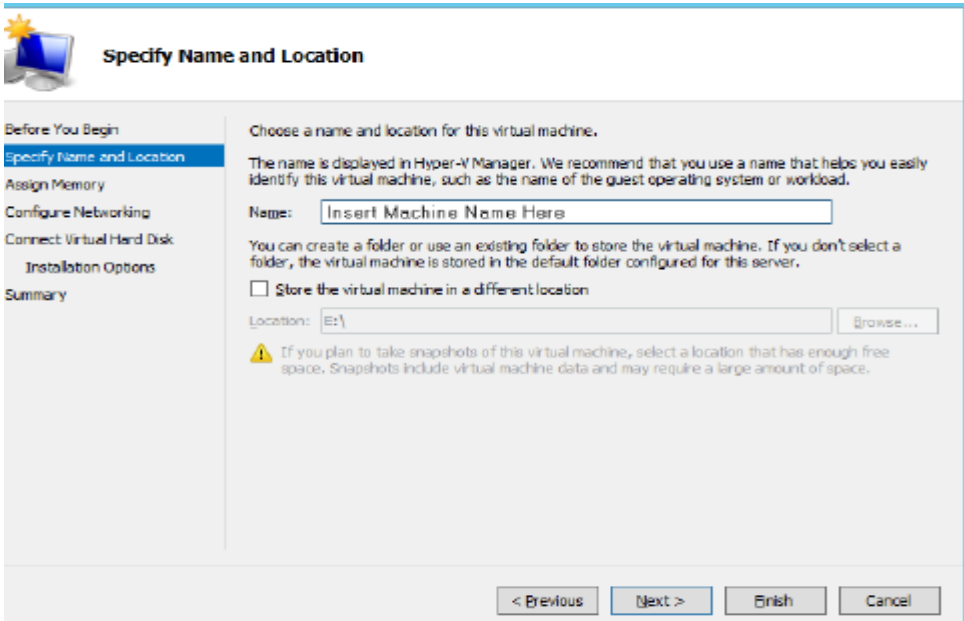 Specify Name and Location
Before You Begin
Specify Name and Location
Assign Memory
Configure Networking
Connect Virtual Hard Disk
Installation Options
Summary
Choose a name and location for this virtual machine.
The name is displayed in Hyper-V Manager. We recommend that you use a name that helps you easily
identify this virtual machine, such as the name of the guest operating system or workload.
Name: Insert Machine Name Here
You can create a folder or use an existing folder to store the virtual machine. If you don't select a
folder, the virtual machine is stored in the default folder configured for this server.
Store the virtual machine in a different location
Location: E:\ Browse...
If you plan to take snapshots of this virtual machine, select a location that has enough free
space. Snapshots include virtual machine data and may require a large amount of space.
< Previous Next > Finish Cancel